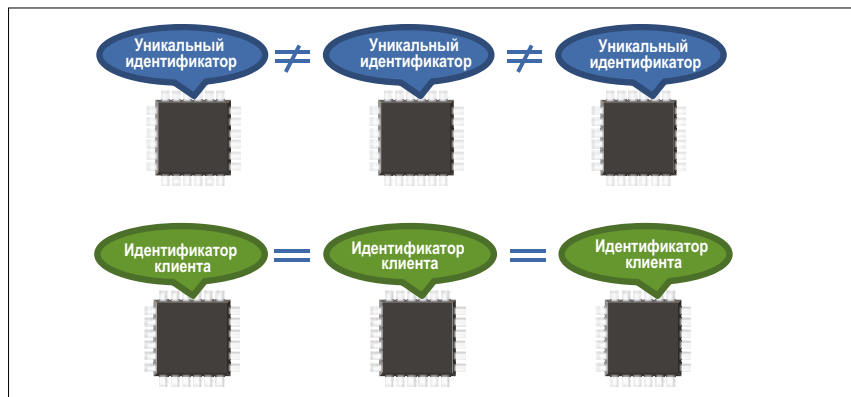 Уникальный
идентификатор
≠
Уникальный
идентификатор
≠
Уникальный
идентификатор
Идентификатор
клиента
=
Идентификатор
клиента
=
Идентификатор
клиента